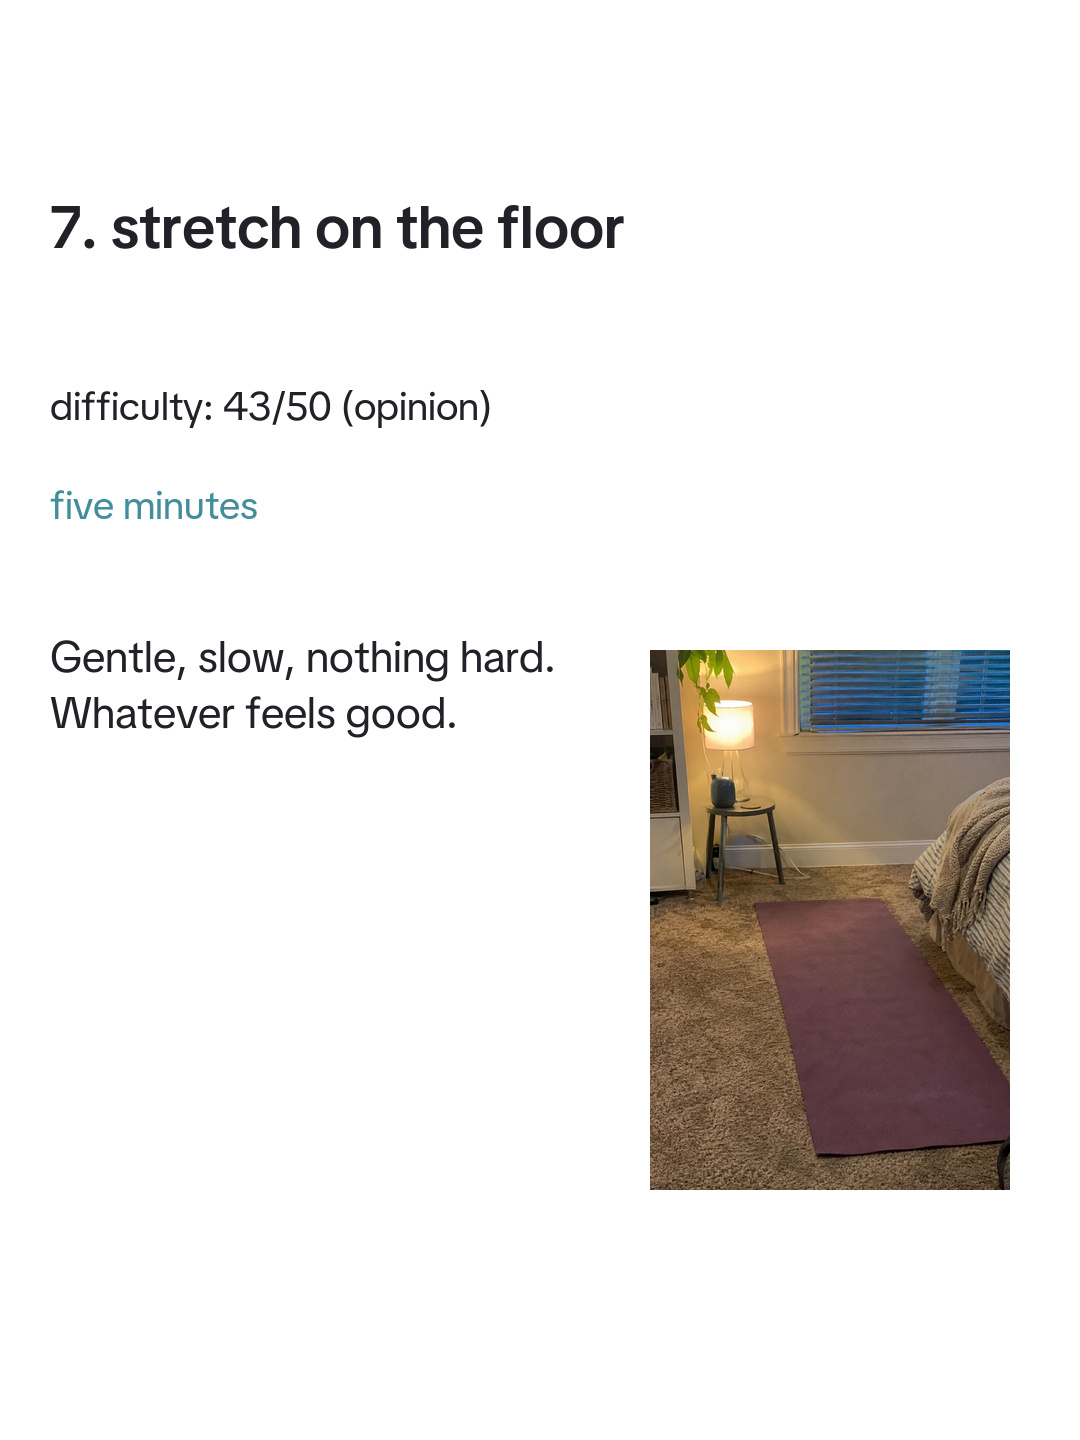 7. stretch on the floor
difficulty: 43/50 (opinion)
five minutes
Gentle, slow, nothing hard.
Whatever feels good.